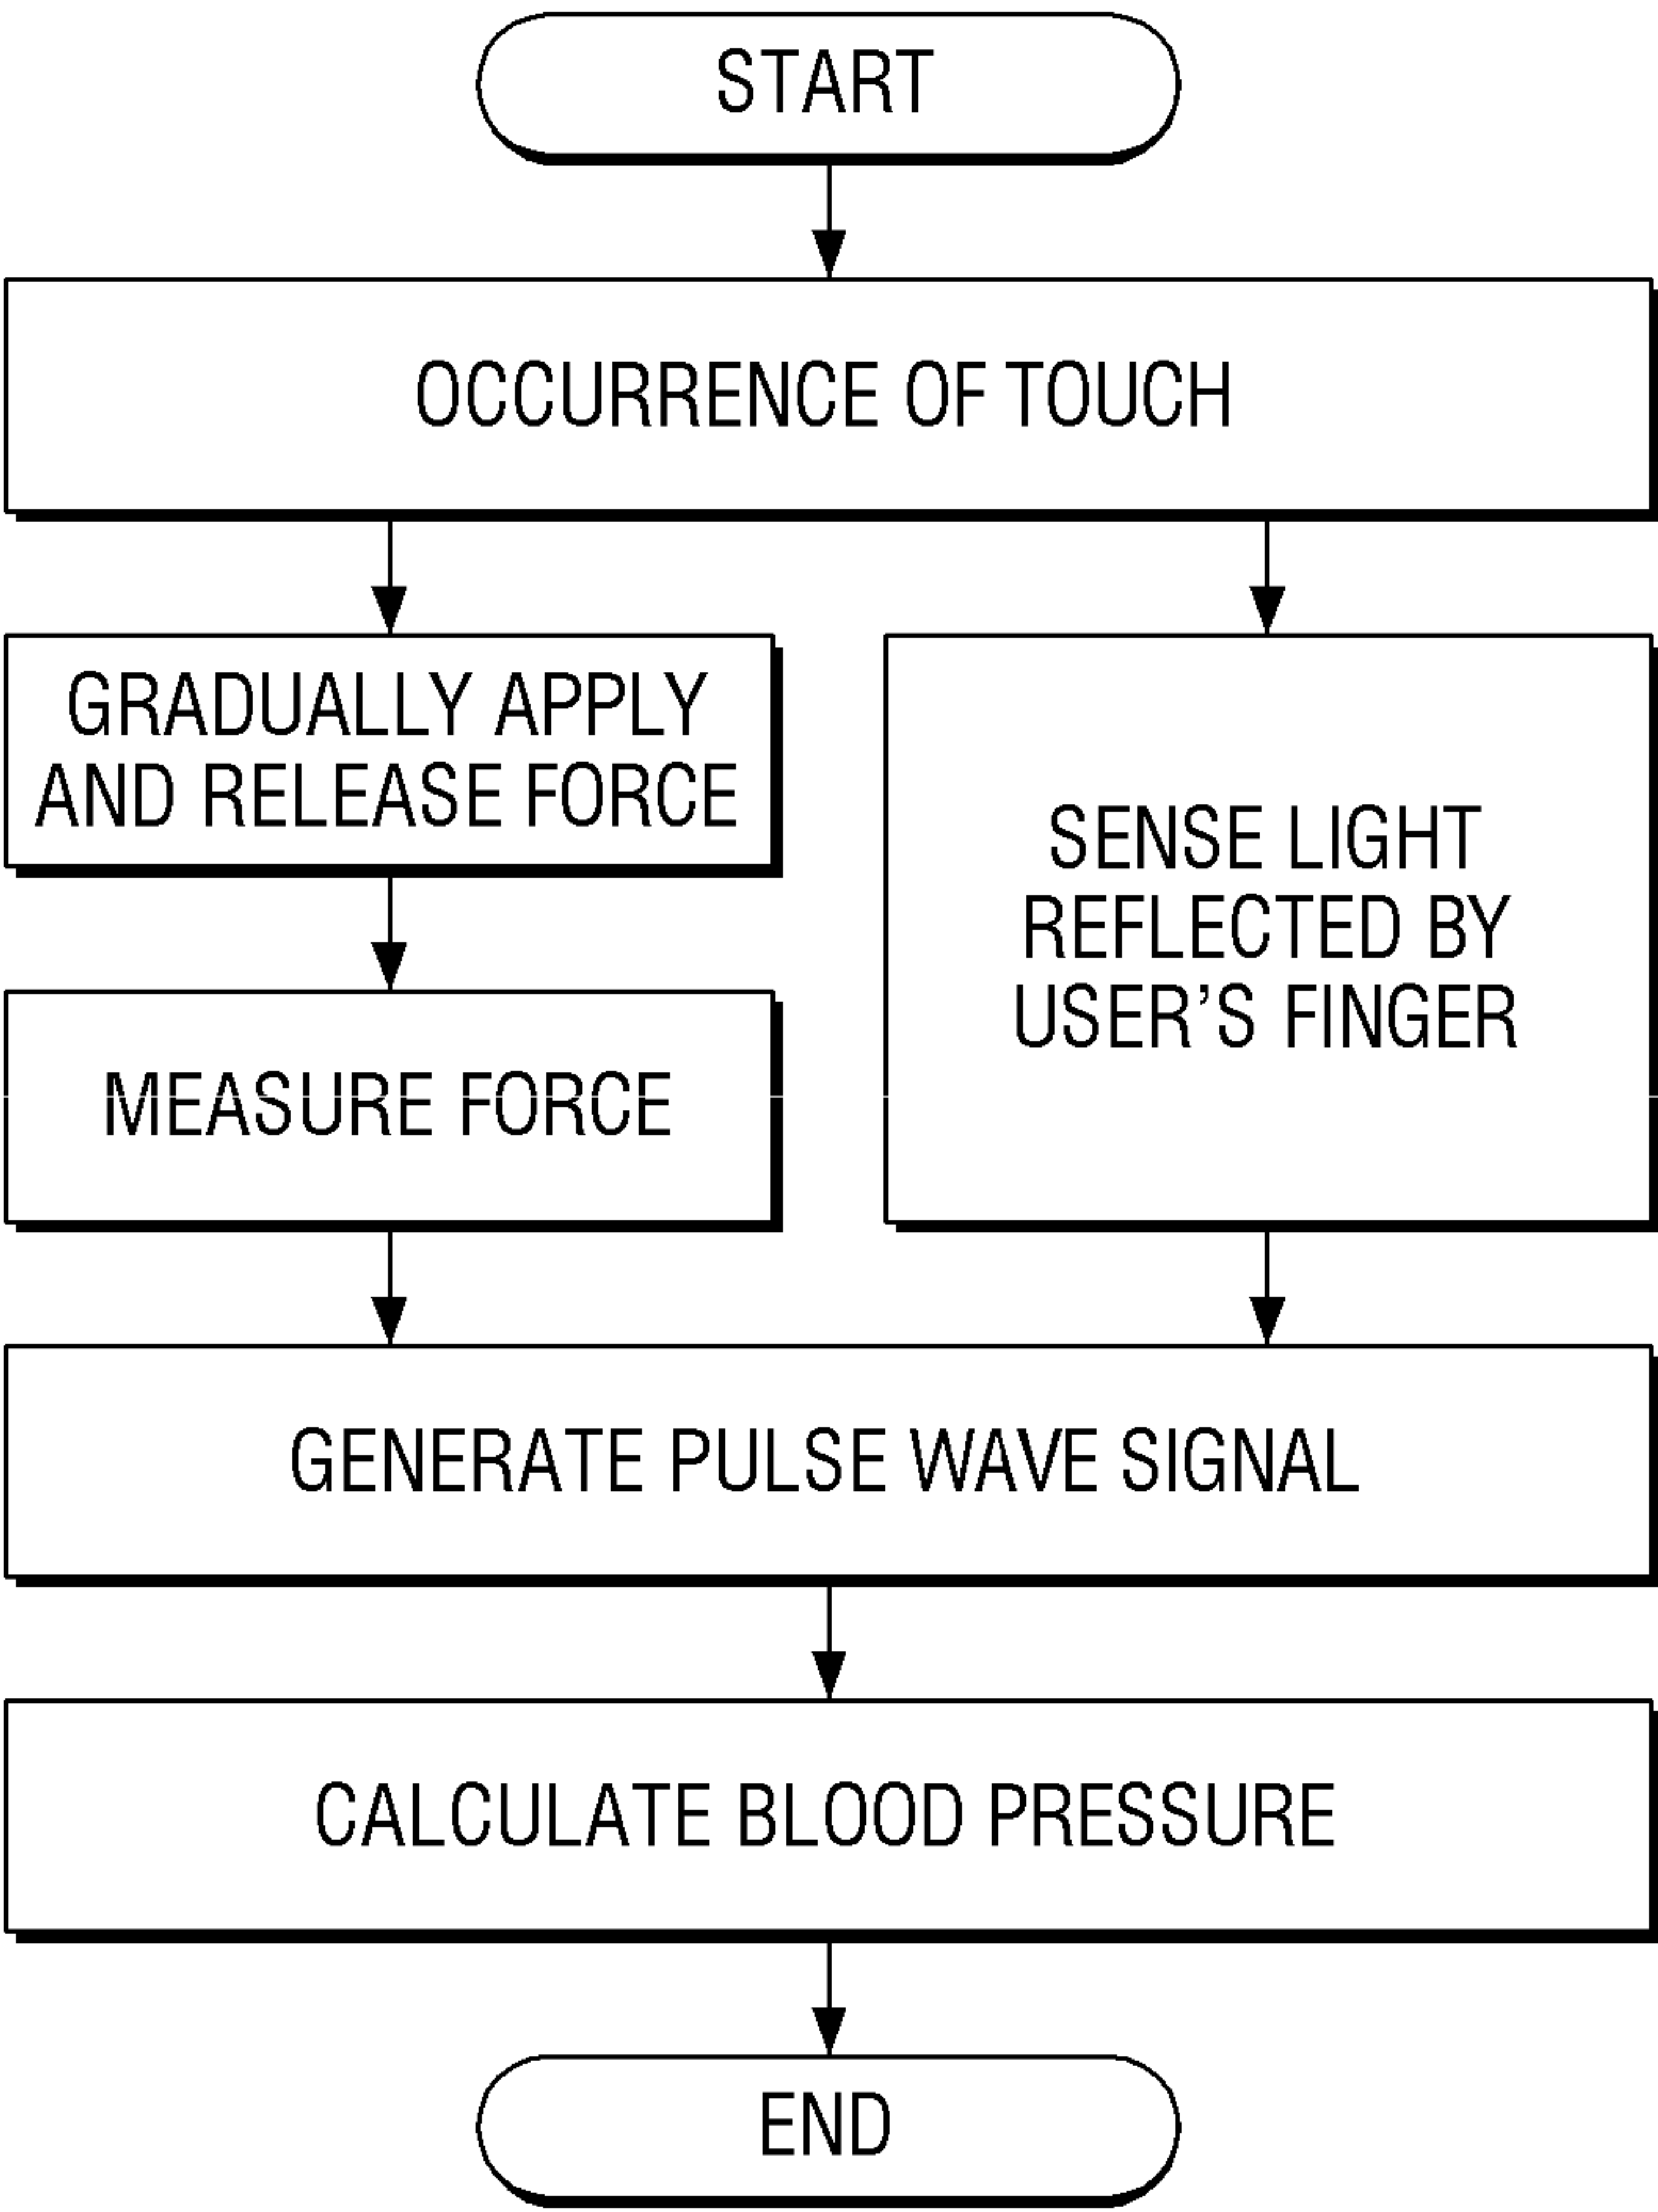 START
OCCURRENCE OF TOUCH
GRADUALLY APPLY
AND RELEASE FORCE
MEASURE FORCE
SENSE LIGHT
REFLECTED BY
USER'S FINGER
GENERATE PULSE WAVE SIGNAL
CALCULATE BLOOD PRESSURE
END